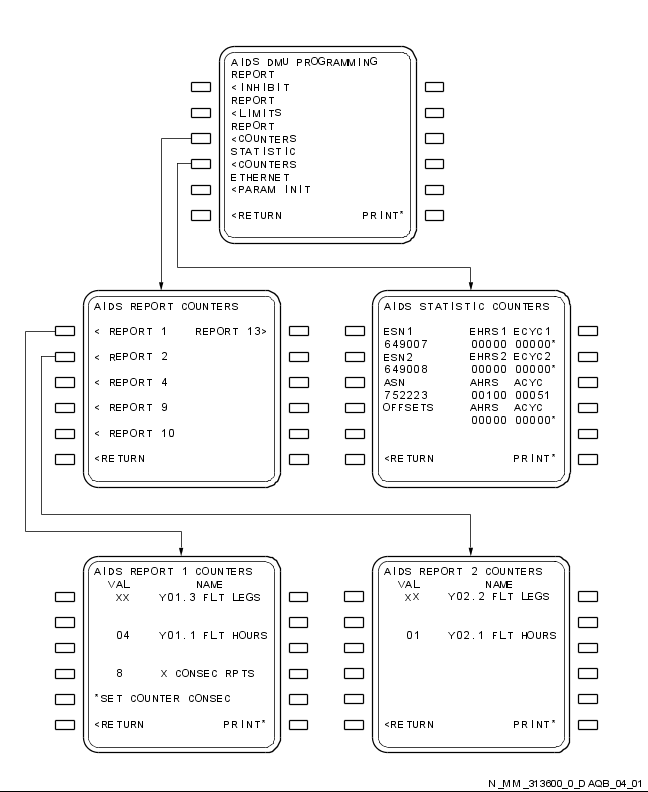 AIDS DMU PROGRAMMING
REPORT
<INHIBIT
REPORT
<LIMITS
REPORT
<COUNTERS
STATISTIC
<COUNTERS
ETHERNET
<PARAM INIT
<RETURN PRINT*
AIDS REPORT COUNTERS
< REPORT 1 REPORT 13>
< REPORT 2
< REPORT 4
< REPORT 9
< REPORT 10
<RETURN
AIDS STATISTIC COUNTERS
ESN1 EHRS1 ECYC1
649007 00000 00000*
ESN2 EHRS2 ECYC2
649008 00000 00000*
ASN AHRS ACYC
752223 00100 00051
OFFSETS AHRS ACYC
00000 00000*
<RETURN PRINT*
AIDS REPORT 1 COUNTERS
VAL NAME
XX Y01.3 FLT LEGS
04 Y01.1 FLT HOURS
8 X CONSEC RPTS
*SET COUNTER CONSEC
<RETURN PRINT*
AIDS REPORT 2 COUNTERS
VAL NAME
XX Y02.2 FLT LEGS
01 Y02.1 FLT HOURS
<RETURN PRINT*
N_MM_313600_0_DAQB_04_01